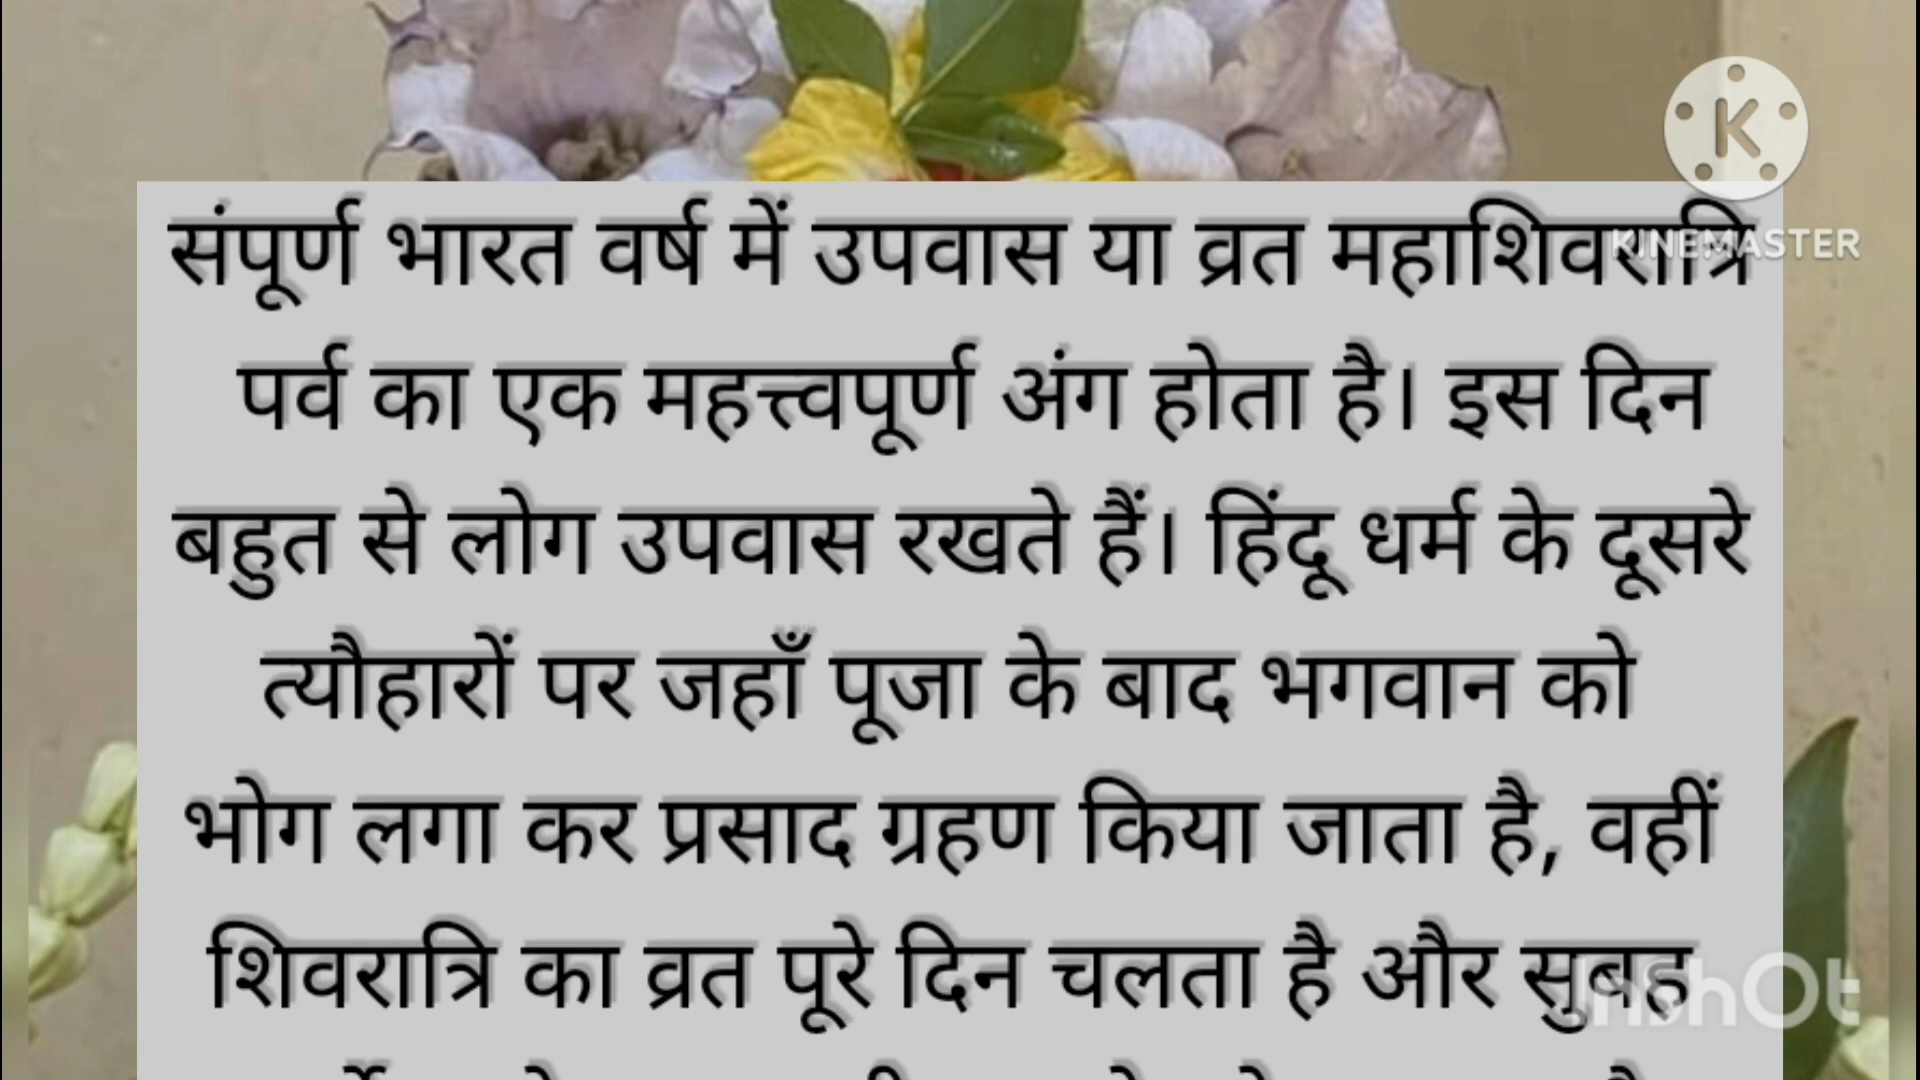 K
KINEMASTER
संपूर्ण भारत वर्ष में उपवास या व्रत महाशिवरात्रि
पर्व का एक महत्त्वपूर्ण अंग होता है। इस दिन
बहुत से लोग उपवास रखते हैं। हिंदू धर्म के दूसरे
त्यौहारों पर जहाँ पूजा के बाद भगवान को
भोग लगा कर प्रसाद ग्रहण किया जाता है, वहीं
शिवरात्रि का व्रत पूरे दिन चलता है और सुबह
InShOt